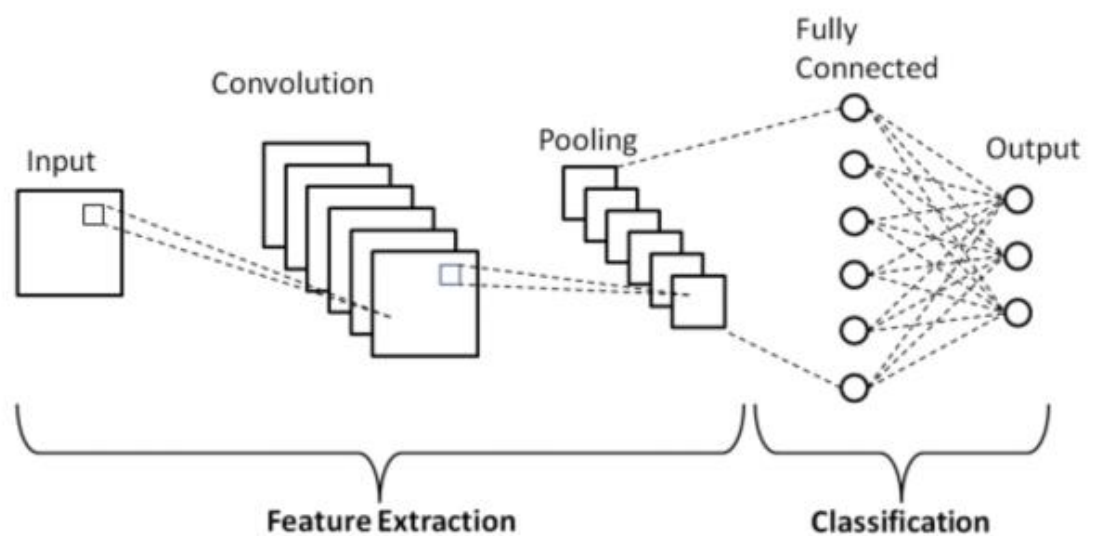 Fully
Connected
Convolution
Pooling
Output
Input
Feature Extraction
Classification